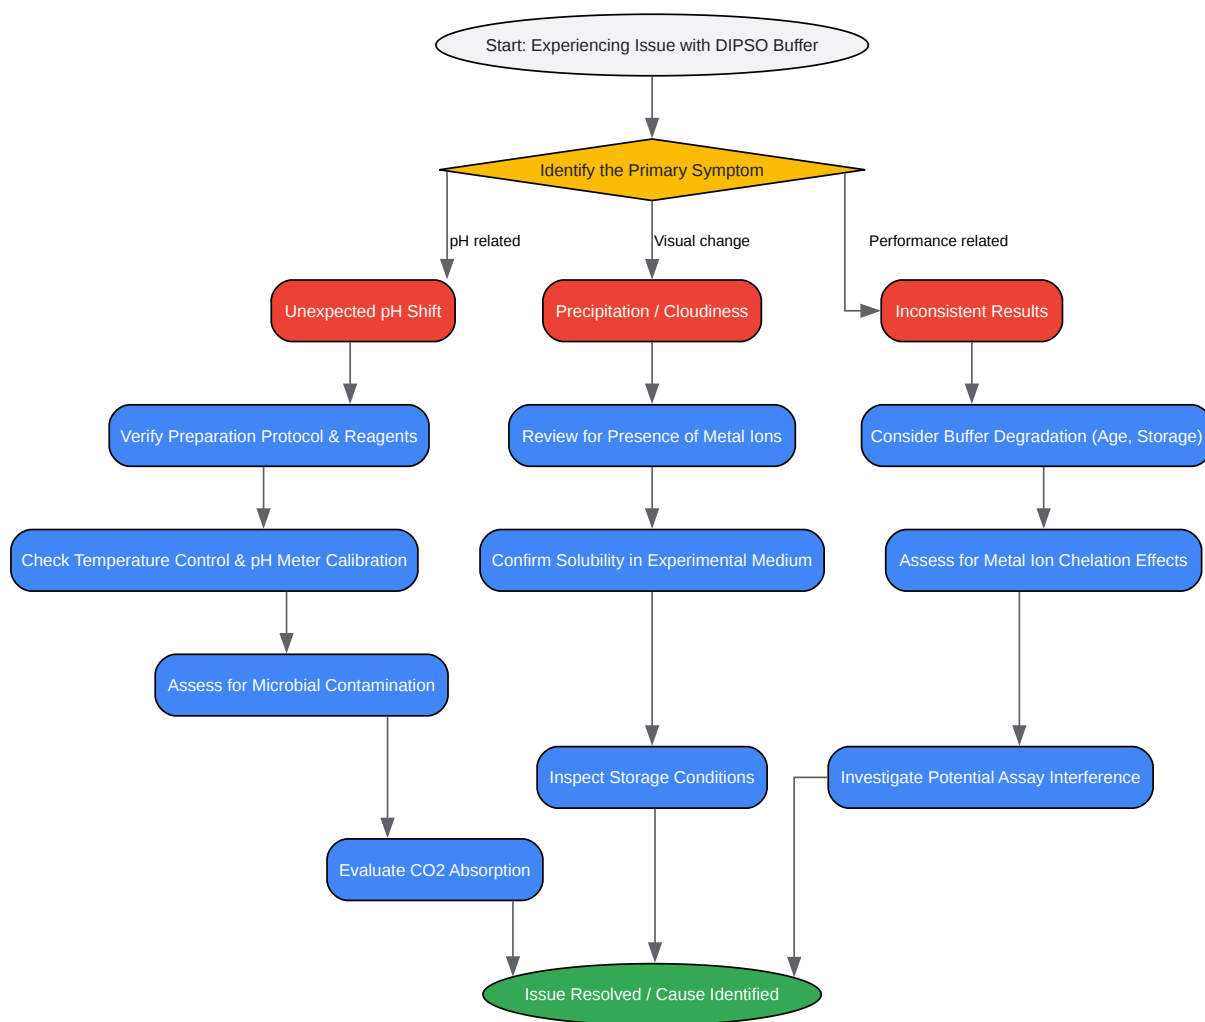 Start: Experiencing Issue with DIPSO Buffer
Identify the Primary Symptom
pH related
Visual change
Performance related
Unexpected pH Shift
Precipitation / Cloudiness
Inconsistent Results
Verify Preparation Protocol & Reagents
Review for Presence of Metal Ions
Consider Buffer Degradation (Age, Storage)
Check Temperature Control & pH Meter Calibration
Confirm Solubility in Experimental Medium
Assess for Metal Ion Chelation Effects
Assess for Microbial Contamination
Inspect Storage Conditions
Investigate Potential Assay Interference
Evaluate CO2 Absorption
Issue Resolved / Cause Identified